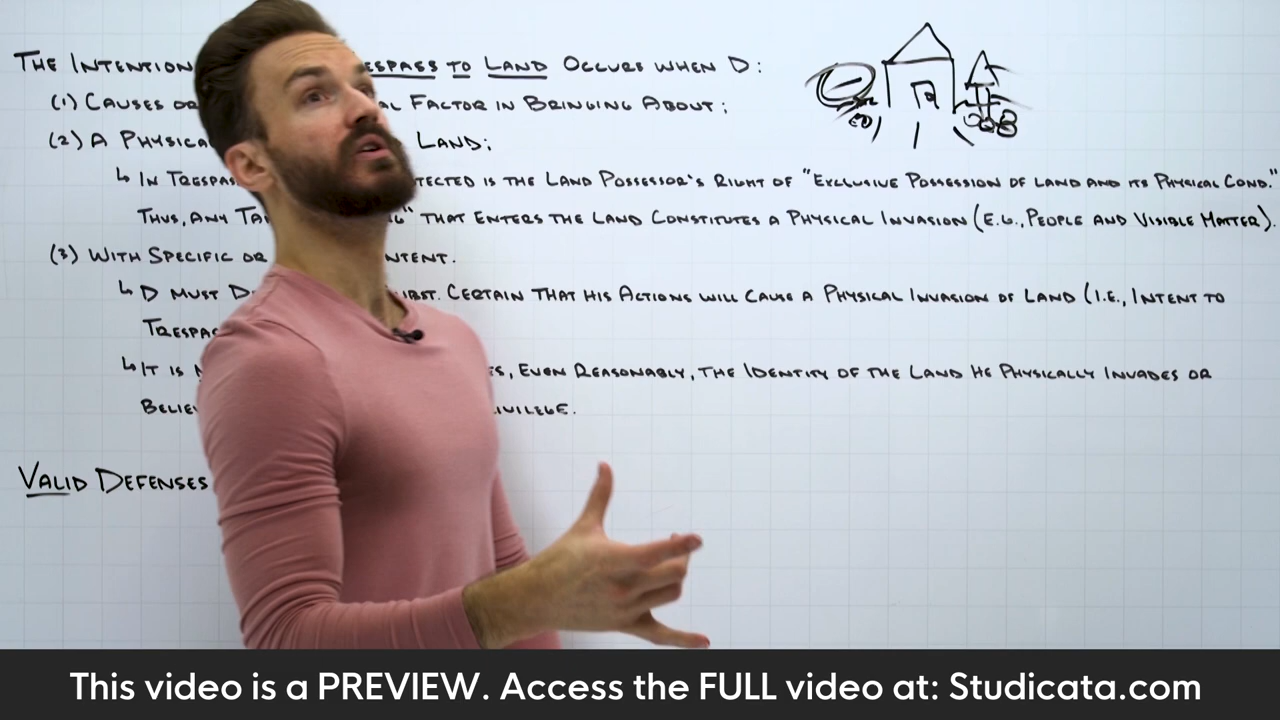 THE INTENTION ESPASS TO LAND OCCURS WHEN D:
(1) CAUSES OR AL FACTOR IN BRINGING ABOUT;
(2) A PHYSICA LAND;
↳ IN TRESPAS TECTED IS THE LAND POSSESSOR'S RIGHT OF "EXCLUSIVE POSSESSION OF LAND AND ITS PHYSICAL COND."
THUS, ANY TA " THAT ENTERS THE LAND CONSTITUTES A PHYSICAL INVASION (E.G., PEOPLE AND VISIBLE MATTER).
(3) WITH SPECIFIC OR NTENT.
↳ D MUST D BST. CERTAIN THAT HIS ACTIONS WILL CAUSE A PHYSICAL INVASION OF LAND (I.E., INTENT TO
TRESPAS
↳ IT IS S, EVEN REASONABLY, THE IDENTITY OF THE LAND HE PHYSICALLY INVADES OR
BELIE IVILEGE.
VALID DEFENSES
This video is a PREVIEW. Access the FULL video at: Studicata.com